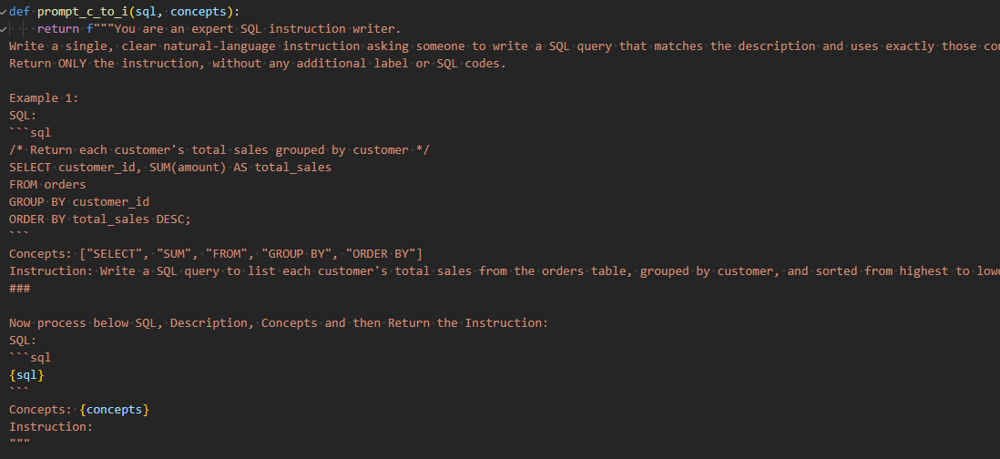 def prompt_c_to_i(sql, concepts):
return f"""You are an expert SQL instruction writer.
Write a single, clear natural-language instruction asking someone to write a SQL query that matches the description and uses exactly those
Return ONLY the instruction, without any additional label or SQL codes.
Example 1:
SQL:
```sql
/* Return each customer's total sales grouped by customer */
SELECT customer_id, SUM(amount) AS total_sales
FROM orders
GROUP BY customer_id
ORDER BY total_sales DESC;
```
Concepts: ["SELECT", "SUM", "FROM", "GROUP BY", "ORDER BY"]
Instruction: Write a SQL query to list each customer's total sales from the orders table, grouped by customer, and sorted from highest to
###
Now process below SQL, Description, Concepts and then Return the Instruction:
SQL:
```sql
{sql}
```
Concepts: {concepts}
Instruction:
"""